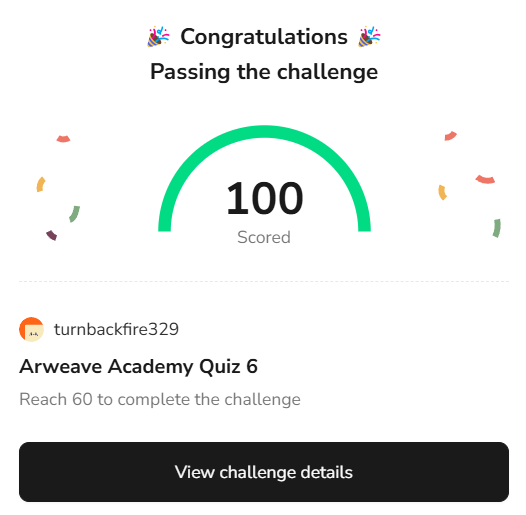 🎉 Congratulations 🎉
Passing the challenge
100
Scored
turnbackfire329
Arweave Academy Quiz 6
Reach 60 to complete the challenge
View challenge details